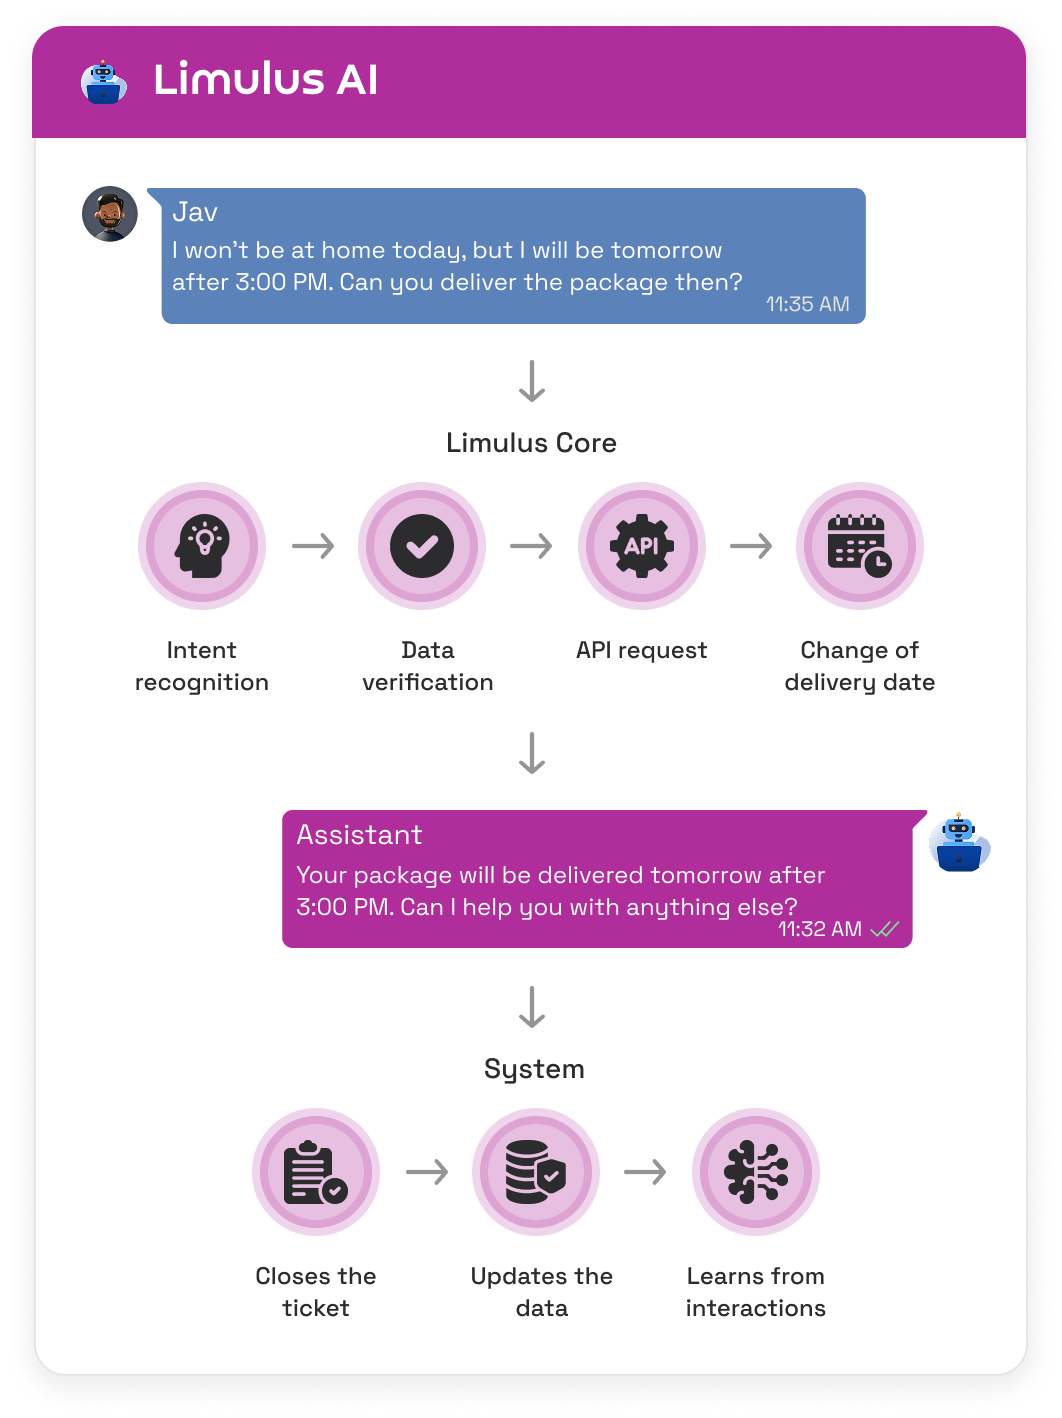 Limulus AI
Jav
I won't be at home today, but I will be tomorrow
after 3:00 PM. Can you deliver the package then?
11:35 AM
Limulus Core
API
Intent
recognition
Data
verification
API request
Change of
delivery date
Assistant
Your package will be delivered tomorrow after
3:00 PM. Can I help you with anything else?
11:32 AM
System
Closes the
ticket
Updates the
data
Learns from
interactions